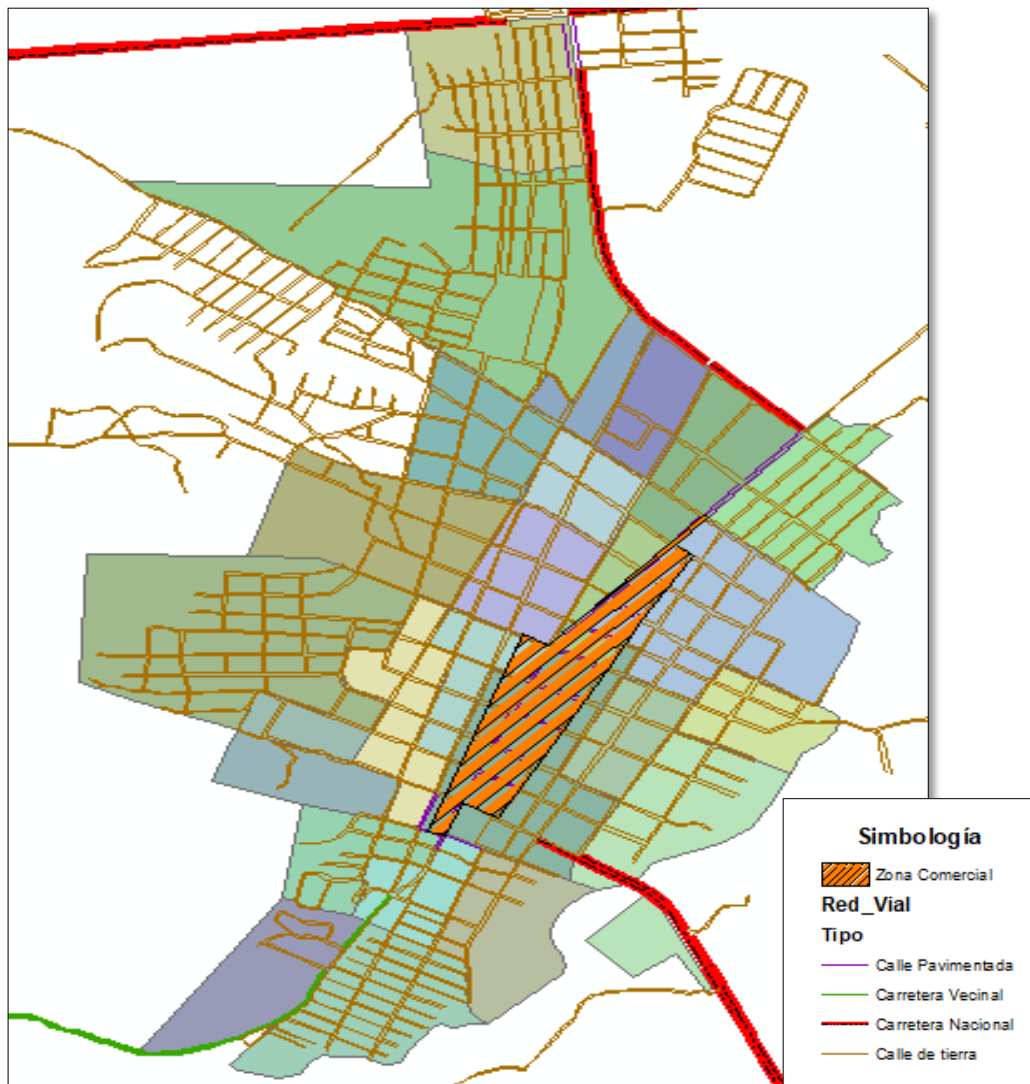 Simbología
Zona Comercial
Red_Vial
Tipo
Calle Pavimentada
Carretera Vecinal
Carretera Nacional
Calle de tierra